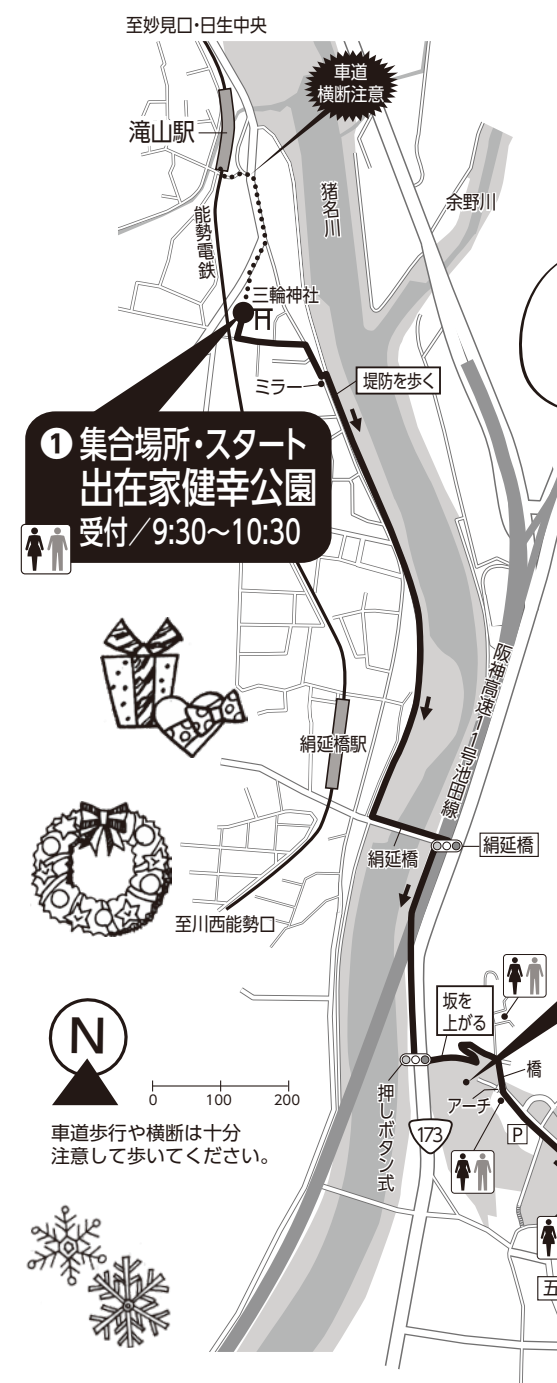 至妙見口・日生中央
車道
横断注意
滝山駅
猪名川
余野川
能勢電鉄
三輪神社
ミラー
堤防を歩く
❶集合場所・スタート
出在家健幸公園
受付/9:30〜10:30
阪神高速11号池田線
絹延橋駅
絹延橋
絹延橋
至川西能勢口
坂を
上がる
橋
アーチ
P
押しボタン式
173
N
0 100 200
車道歩行や横断は十分
注意して歩いてください。
五